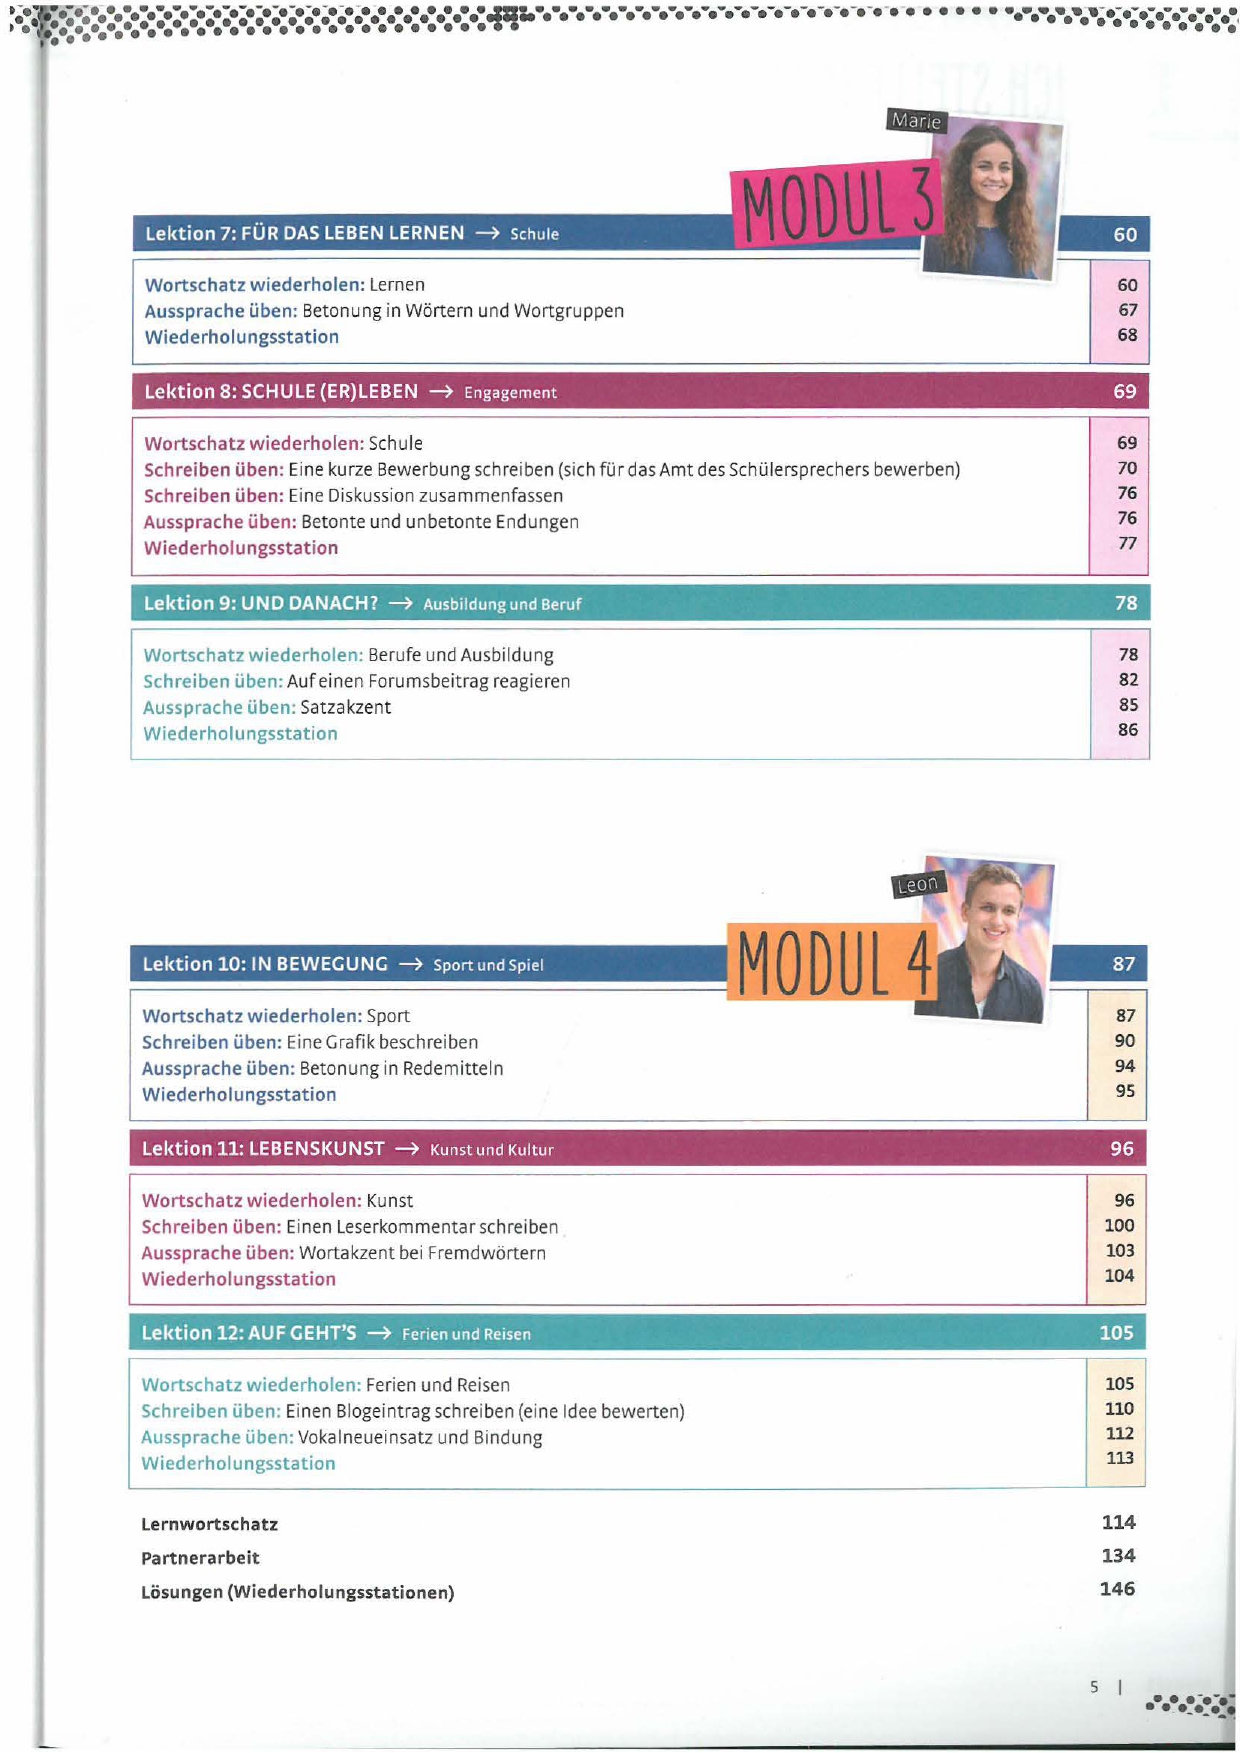 Marie
MODUL 3
Lektion 7: FÜR DAS LEBEN LERNEN → Schule 60
Wortschatz wiederholen: Lernen 60
Aussprache üben: Betonung in Wörtern und Wortgruppen 67
Wiederholungsstation 68
Lektion 8: SCHULE (ER)LEBEN → Engagement 69
Wortschatz wiederholen: Schule 69
Schreiben üben: Eine kurze Bewerbung schreiben (sich für das Amt des Schülersprechers bewerben) 70
Schreiben üben: Eine Diskussion zusammenfassen 76
Aussprache üben: Betonte und unbetonte Endungen 76
Wiederholungsstation 77
Lektion 9: UND DANACH? → Ausbildung und Beruf 78
Wortschatz wiederholen: Berufe und Ausbildung 78
Schreiben üben: Auf einen Forumsbeitrag reagieren 82
Aussprache üben: Satzakzent 85
Wiederholungsstation 86
Leon
MODUL 4
Lektion 10: IN BEWEGUNG → Sport und Spiel 87
Wortschatz wiederholen: Sport 87
Schreiben üben: Eine Grafik beschreiben 90
Aussprache üben: Betonung in Redemitteln 94
Wiederholungsstation 95
Lektion 11: LEBENSKUNST → Kunst und Kultur 96
Wortschatz wiederholen: Kunst 96
Schreiben üben: Einen Leserkommentar schreiben 100
Aussprache üben: Wortakzent bei Fremdwörtern 103
Wiederholungsstation 104
Lektion 12: AUF GEHT'S → Ferien und Reisen 105
Wortschatz wiederholen: Ferien und Reisen 105
Schreiben üben: Einen Blogeintrag schreiben (eine Idee bewerten) 110
Aussprache üben: Vokalneueinsatz und Bindung 112
Wiederholungsstation 113
Lernwortschatz 114
Partnerarbeit 134
Lösungen (Wiederholungsstationen) 146
5 |